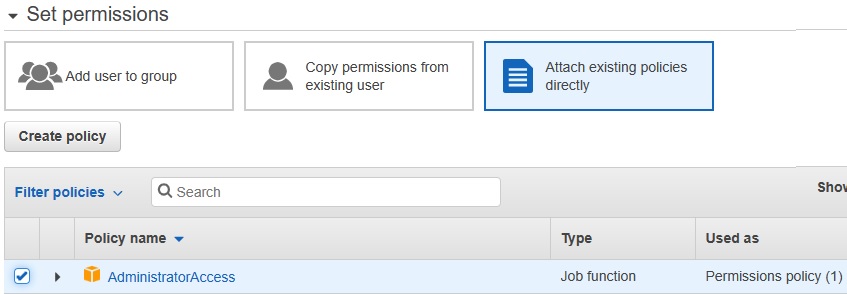 Set permissions
Add user to group
Copy permissions from
existing user
Attach existing policies
directly
Create policy
Filter policies
Search
Policy name
Type
Used as
AdministratorAccess
Job function
Permissions policy (1)